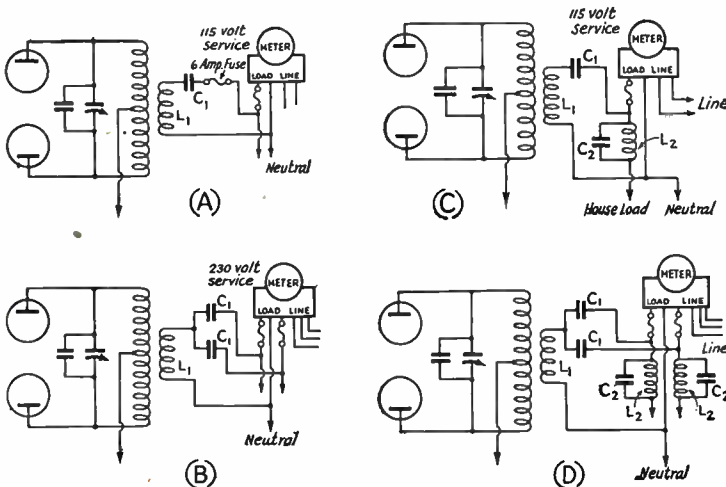 115 volt
service
METER
6 Amp. Fuse
LOAD LINE
C1
L1
Neutral
(A)
115 volt
service
METER
C1
LOAD LINE
Line
L1
C2
L2
House Load Neutral
(C)
230 volt
service
METER
C1
LOAD LINE
C1
L1
Neutral
(B)
METER
C1
LOAD LINE
C1
Line
L1
C2 C2
L2 L2
Neutral
(D)